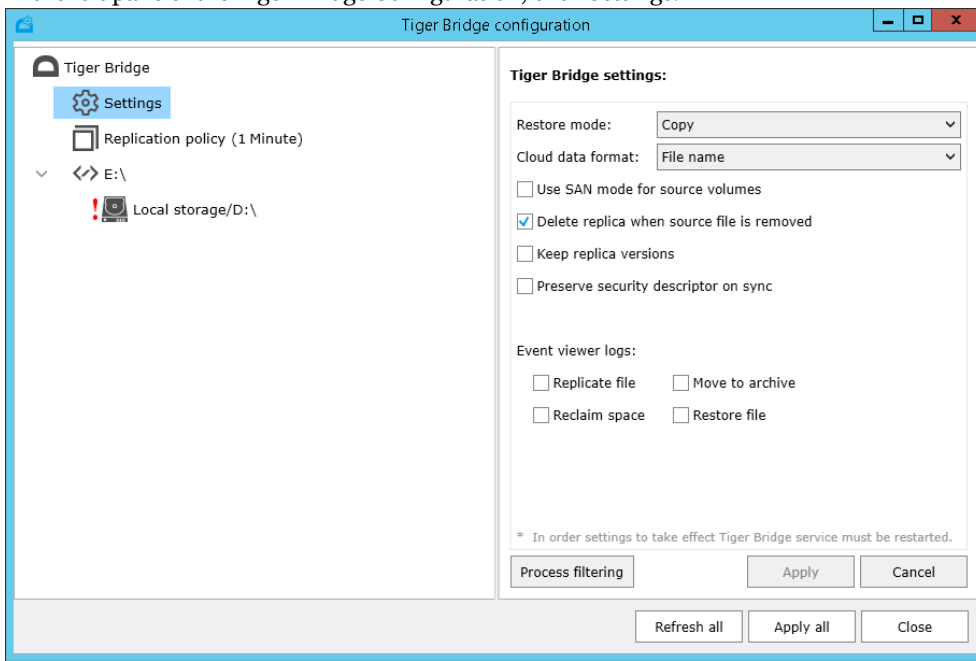 Tiger Bridge configuration
Tiger Bridge
Settings
Replication policy (1 Minute)
E:\
Local storage/D:\
Tiger Bridge settings:
Restore mode: Copy
Cloud data format: File name
Use SAN mode for source volumes
Delete replica when source file is removed
Keep replica versions
Preserve security descriptor on sync
Event viewer logs:
Replicate file Move to archive
Reclaim space Restore file
* In order settings to take effect Tiger Bridge service must be restarted.
Process filtering Apply Cancel
Refresh all Apply all Close